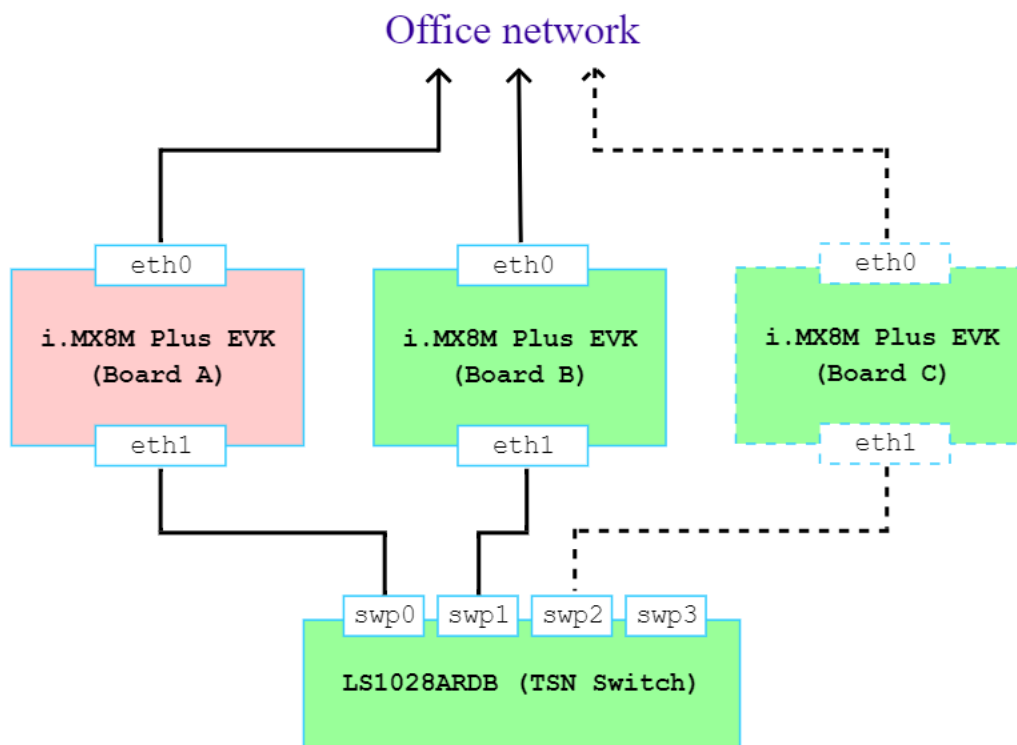 Office network
eth0
eth0
eth0
i.MX8M Plus EVK
(Board A)
i.MX8M Plus EVK
(Board B)
i.MX8M Plus EVK
(Board C)
eth1
eth1
eth1
swp0
swp1
swp2
swp3
LS1028ARDB (TSN Switch)